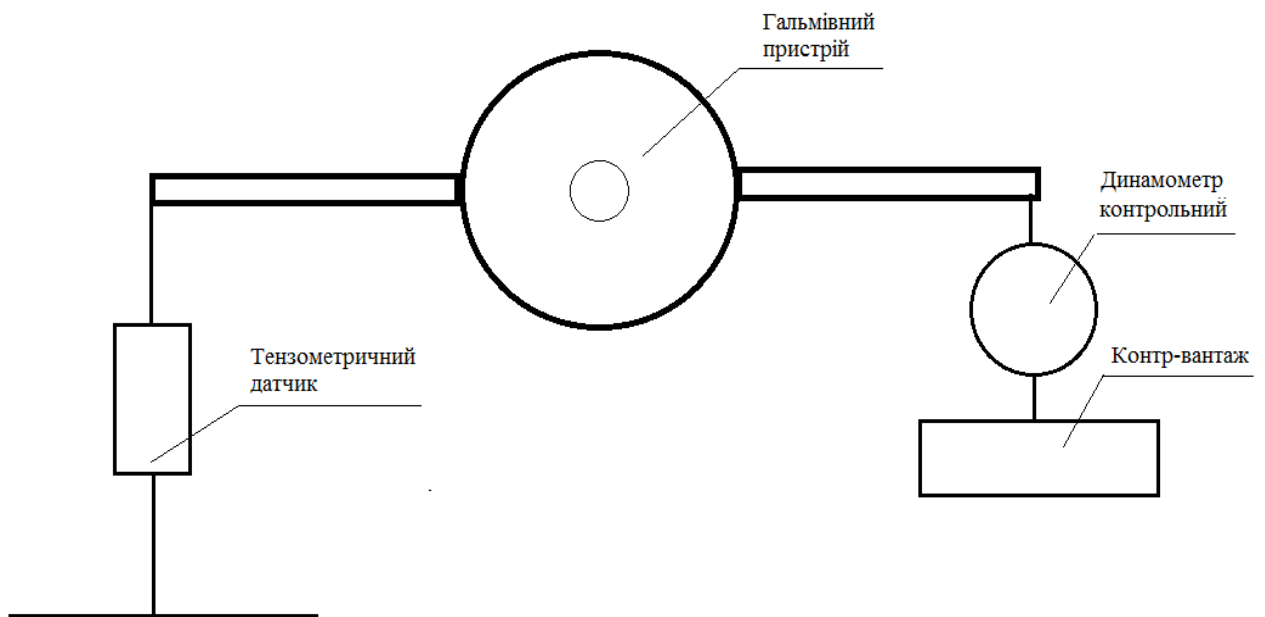 Гальмівний
пристрій
Динамометр
контрольний
Тензометричний
датчик
Контр-вантаж